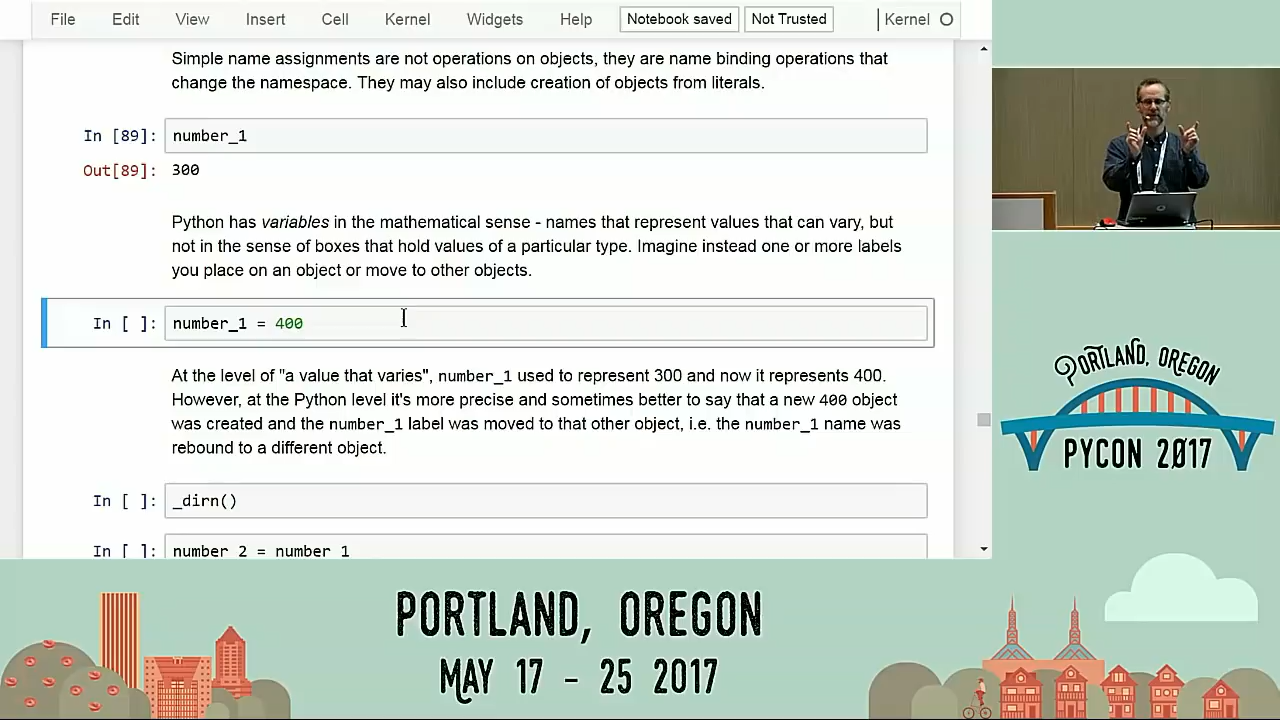 File Edit View Insert Cell Kernel Widgets Help Notebook saved Not Trusted Kernel
Simple name assignments are not operations on objects, they are name binding operations that
change the namespace. They may also include creation of objects from literals.
In [89]: number_1
Out[89]: 300
Python has variables in the mathematical sense - names that represent values that can vary, but
not in the sense of boxes that hold values of a particular type. Imagine instead one or more labels
you place on an object or move to other objects.
In [ ]: number_1 = 400
At the level of "a value that varies", number_1 used to represent 300 and now it represents 400.
However, at the Python level it's more precise and sometimes better to say that a new 400 object
was created and the number_1 label was moved to that other object, i.e. the number_1 name was
rebound to a different object.
In [ ]: _dirn()
In [ ]: number_2 = number_1
PORTLAND, OREGON
PYCON 2017
PORTLAND, OREGON
MAY 17 - 25 2017